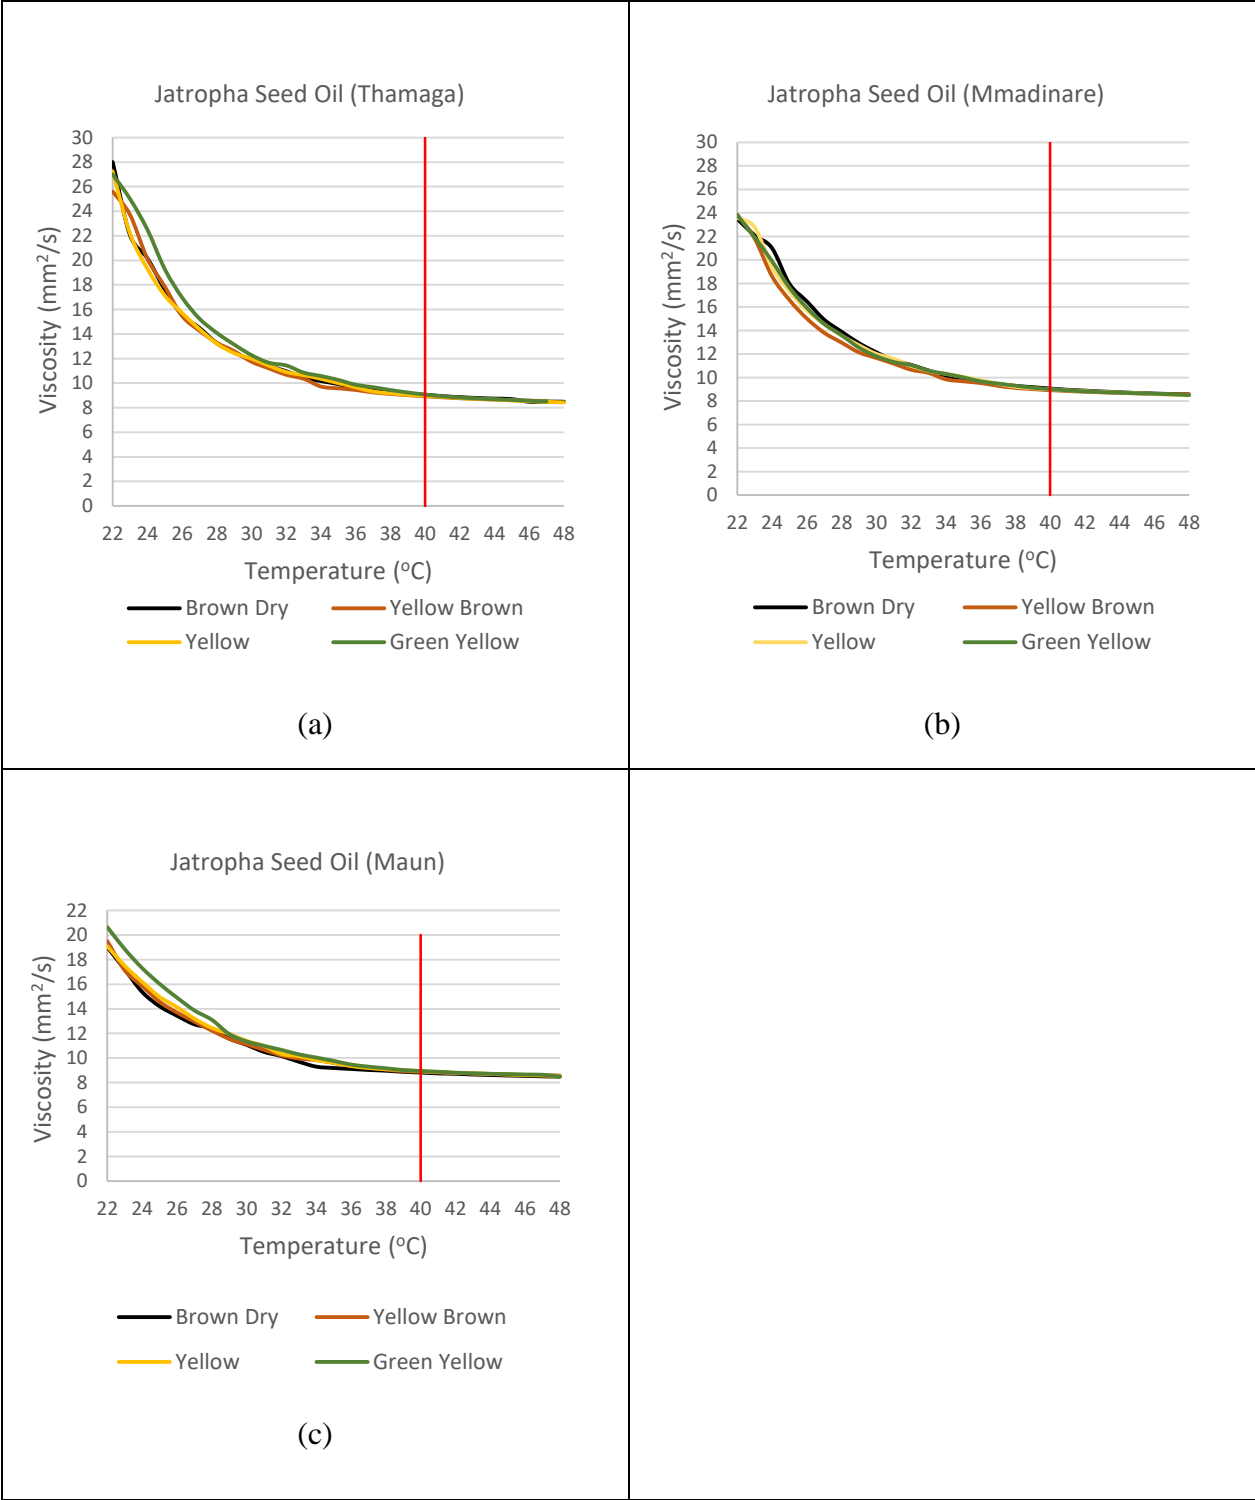 Jatropha Seed Oil (Thamaga)
30
28
26
24
22
20
18
16
14
12
10
8
6
4
2
0
Viscosity (mm²/s)
22 24 26 28 30 32 34 36 38 40 42 44 46 48
Temperature (°C)
Brown Dry Yellow Brown
Yellow Green Yellow
(a)
Jatropha Seed Oil (Mmadinare)
30
28
26
24
22
20
18
16
14
12
10
8
6
4
2
0
Viscosity (mm²/s)
22 24 26 28 30 32 34 36 38 40 42 44 46 48
Temperature (°C)
Brown Dry Yellow Brown
Yellow Green Yellow
(b)
Jatropha Seed Oil (Maun)
22
20
18
16
14
12
10
8
6
4
2
0
Viscosity (mm²/s)
22 24 26 28 30 32 34 36 38 40 42 44 46 48
Temperature (°C)
Brown Dry Yellow Brown
Yellow Green Yellow
(c)